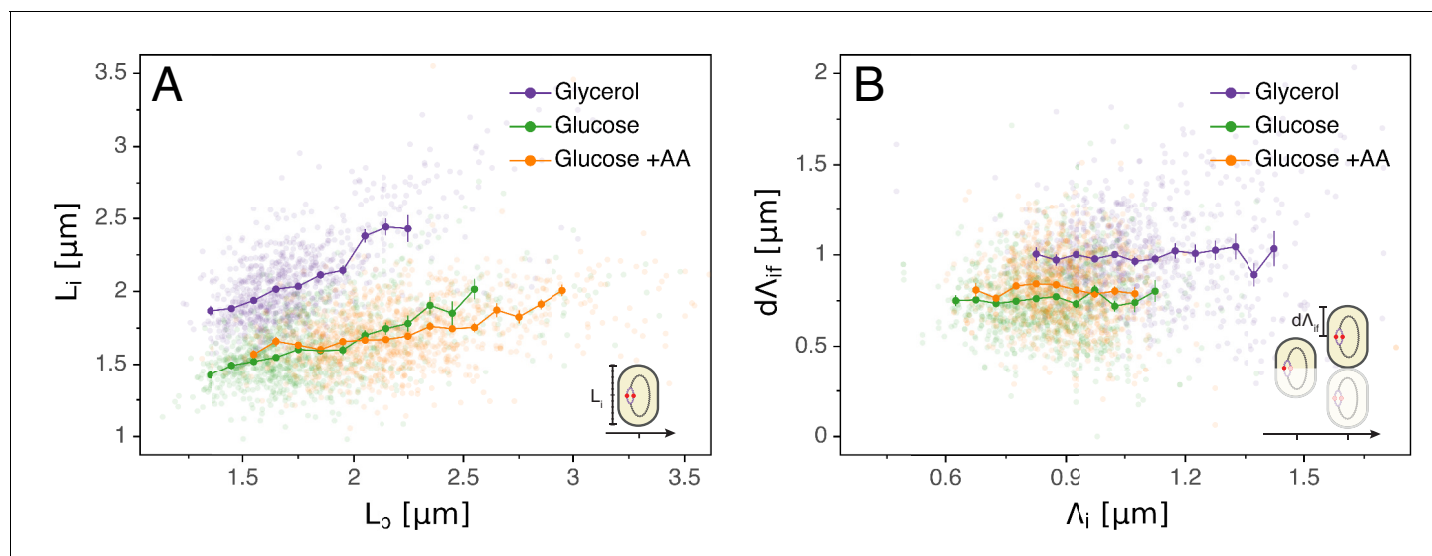 A
Glycerol
Glucose
Glucose +AA
3.5
3
2.5
2
1.5
1
Li [µm]
Li
1.5
2
2.5
3
3.5
[µm]
B
Glycerol
Glucose
Glucose +AA
2
1.5
1
0.5
0
dΛif [µm]
dΛif
0.6
0.9
1.2
1.5
Λi [µm]